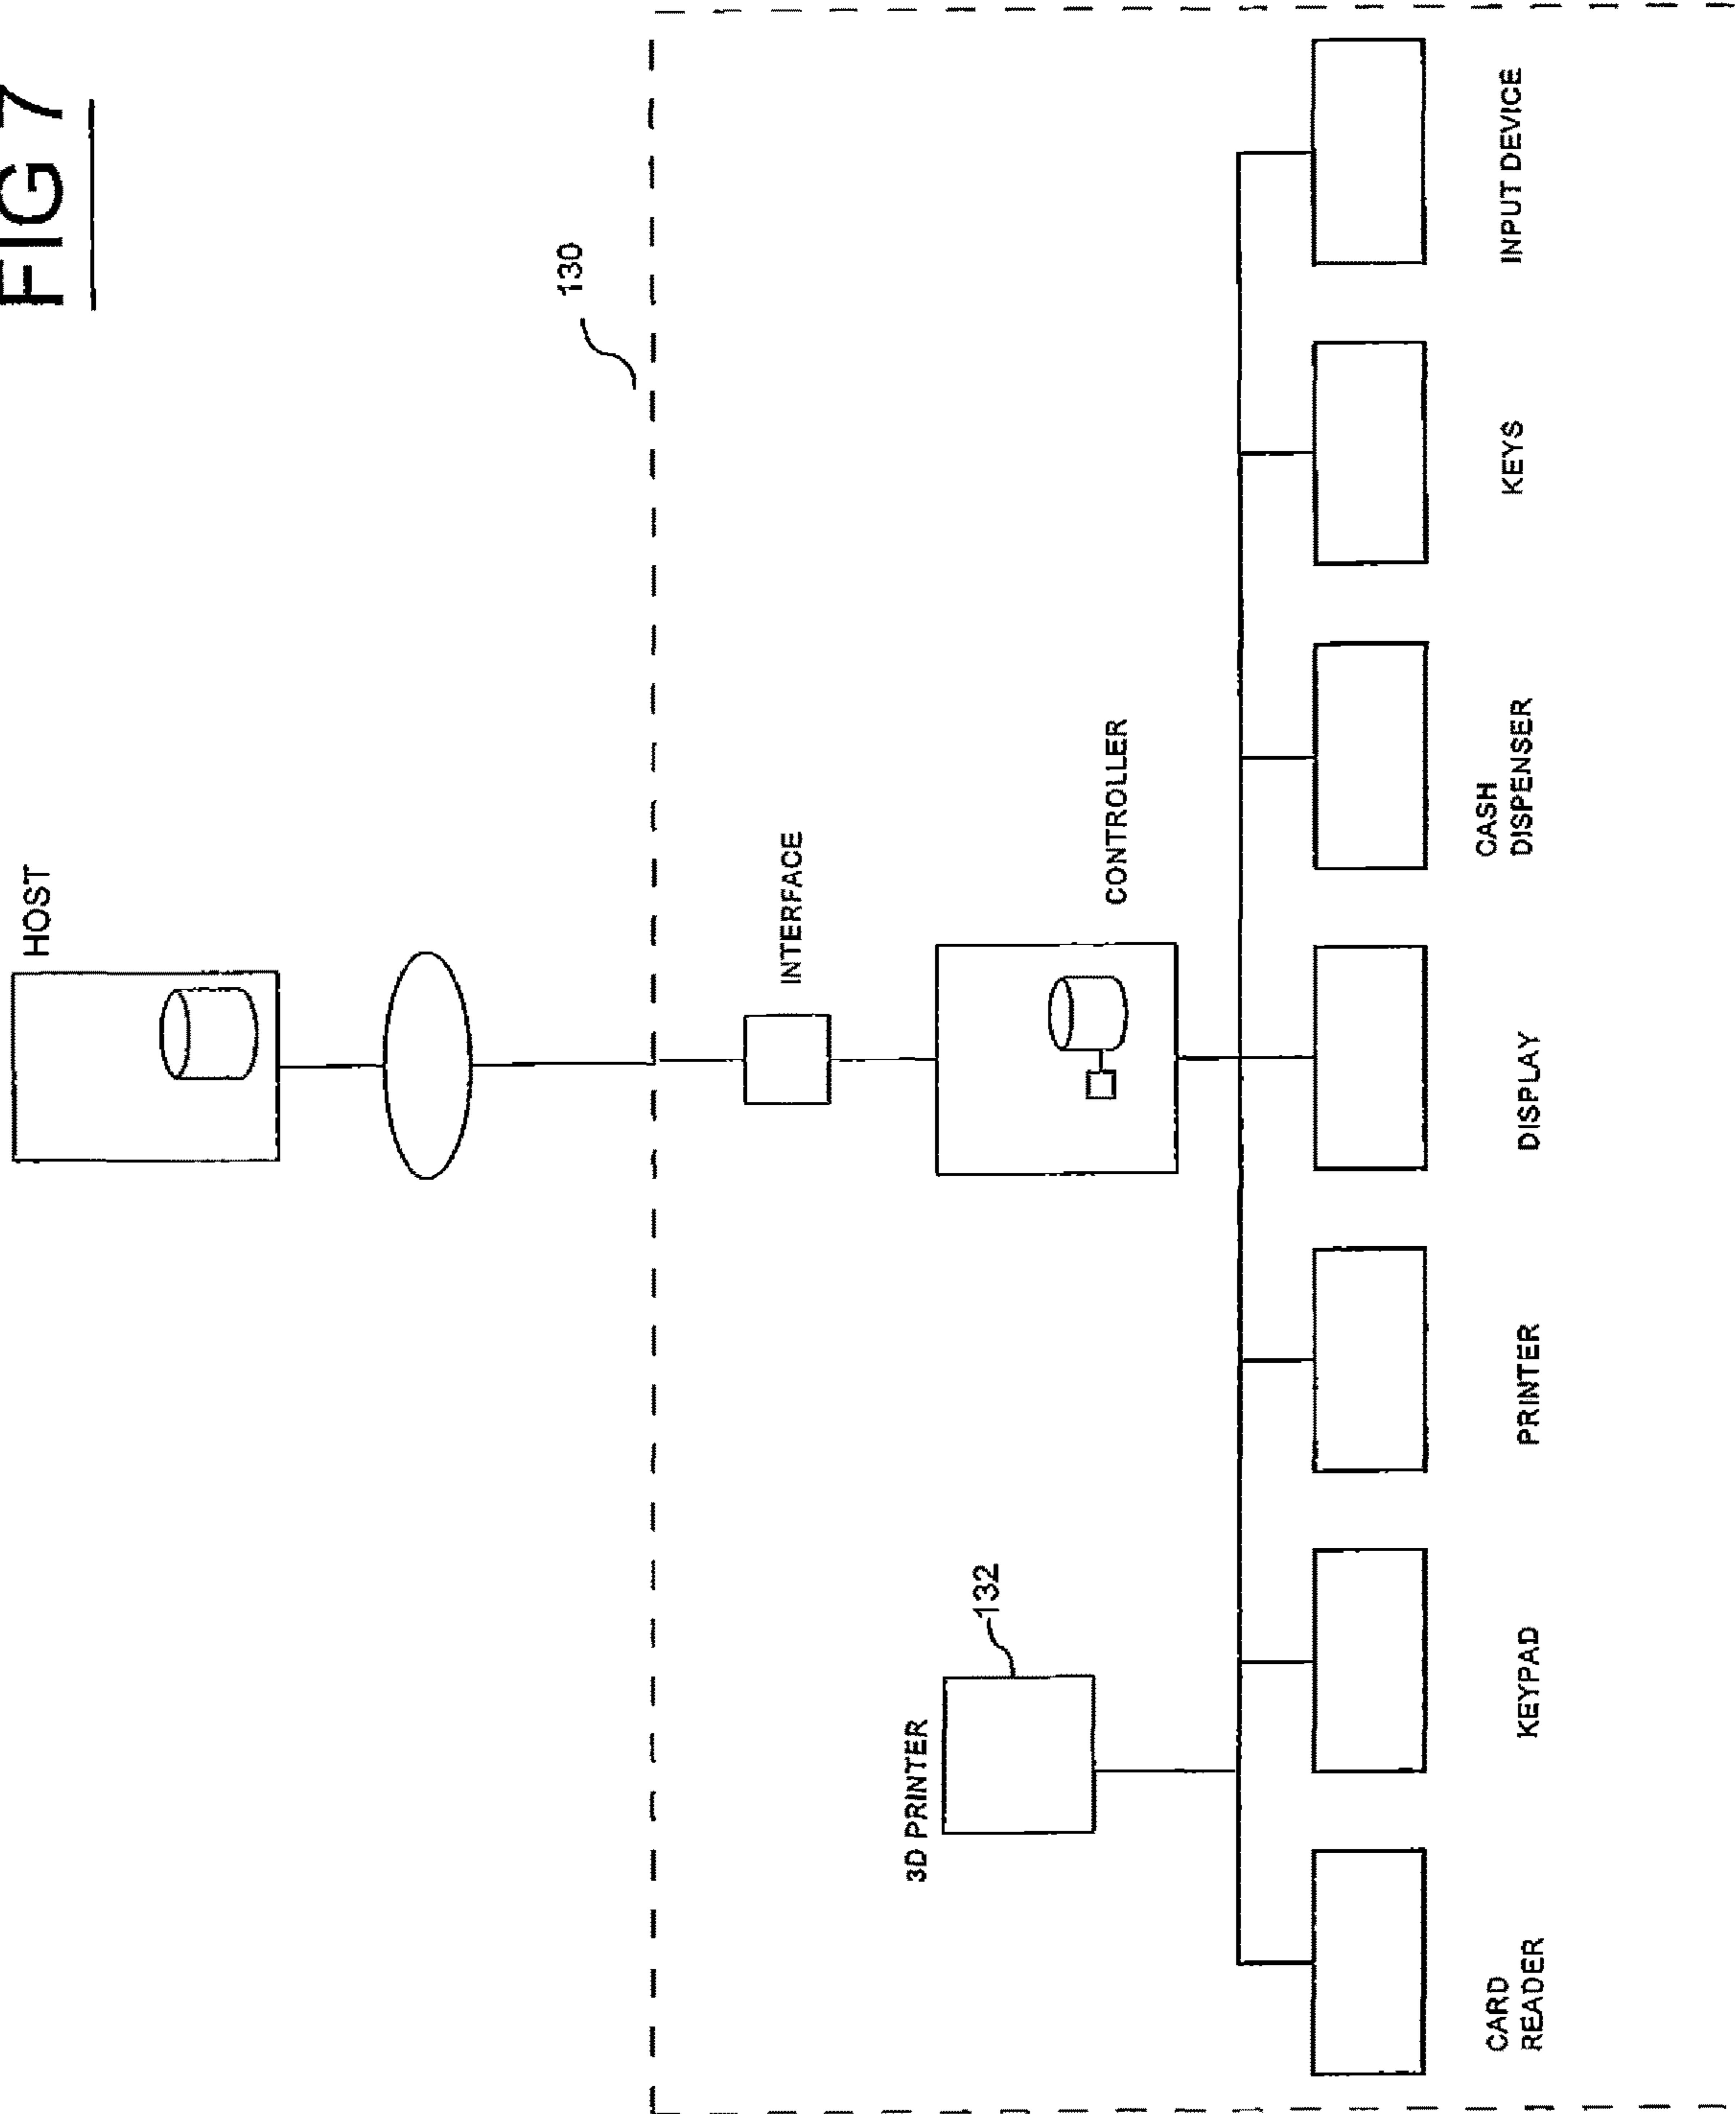 FIG 7
HOST
130
INTERFACE
CONTROLLER
3D PRINTER
132
CARD
READER
KEYPAD
PRINTER
DISPLAY
CASH
DISPENSER
KEYS
INPUT DEVICE